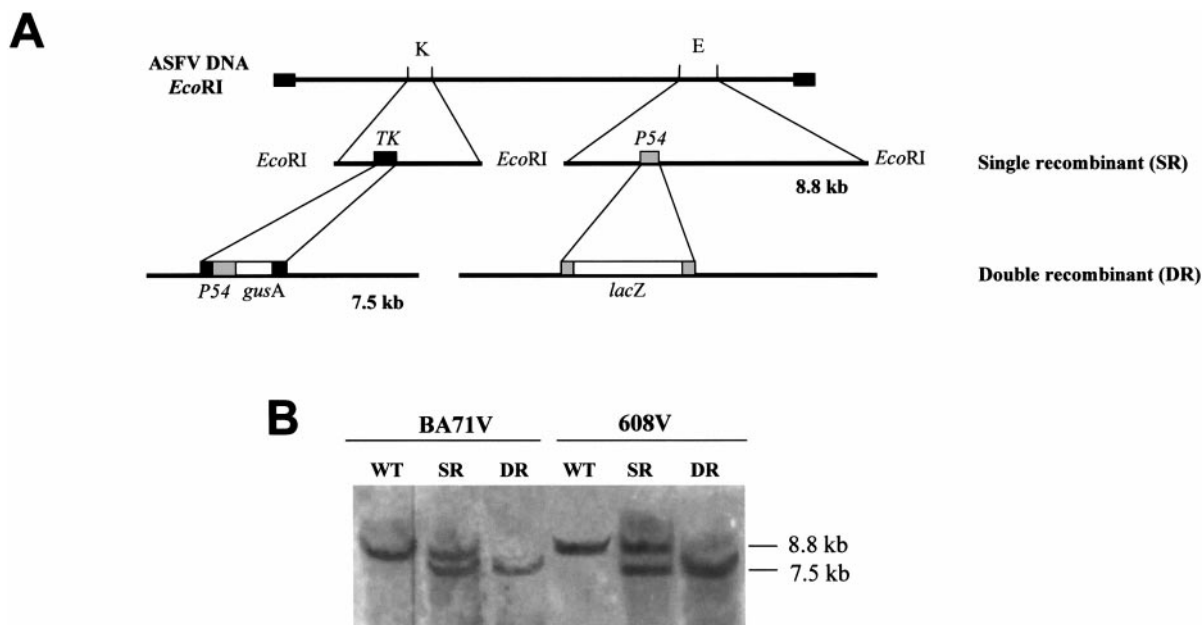 A
K E
ASFV DNA
EcoRI
TK P54
EcoRI EcoRI EcoRI Single recombinant (SR)
8.8 kb
Double recombinant (DR)
P54 gusA lacZ
7.5 kb
B
BA71V 608V
WT SR DR WT SR DR
8.8 kb
7.5 kb